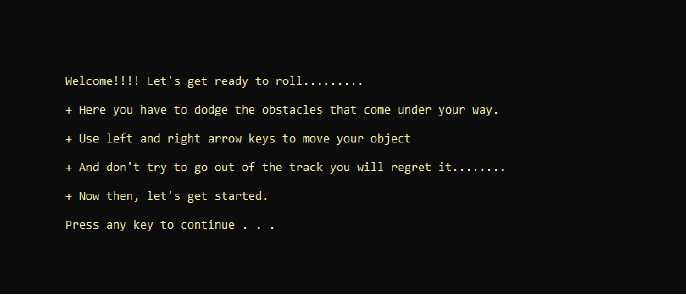 Welcome!!!! Let's get ready to roll.........
+ Here you have to dodge the obstacles that come under your way.
+ Use left and right arrow keys to move your object
+ And don't try to go out of the track you will regret it........
+ Now then, let's get started.
Press any key to continue . . .